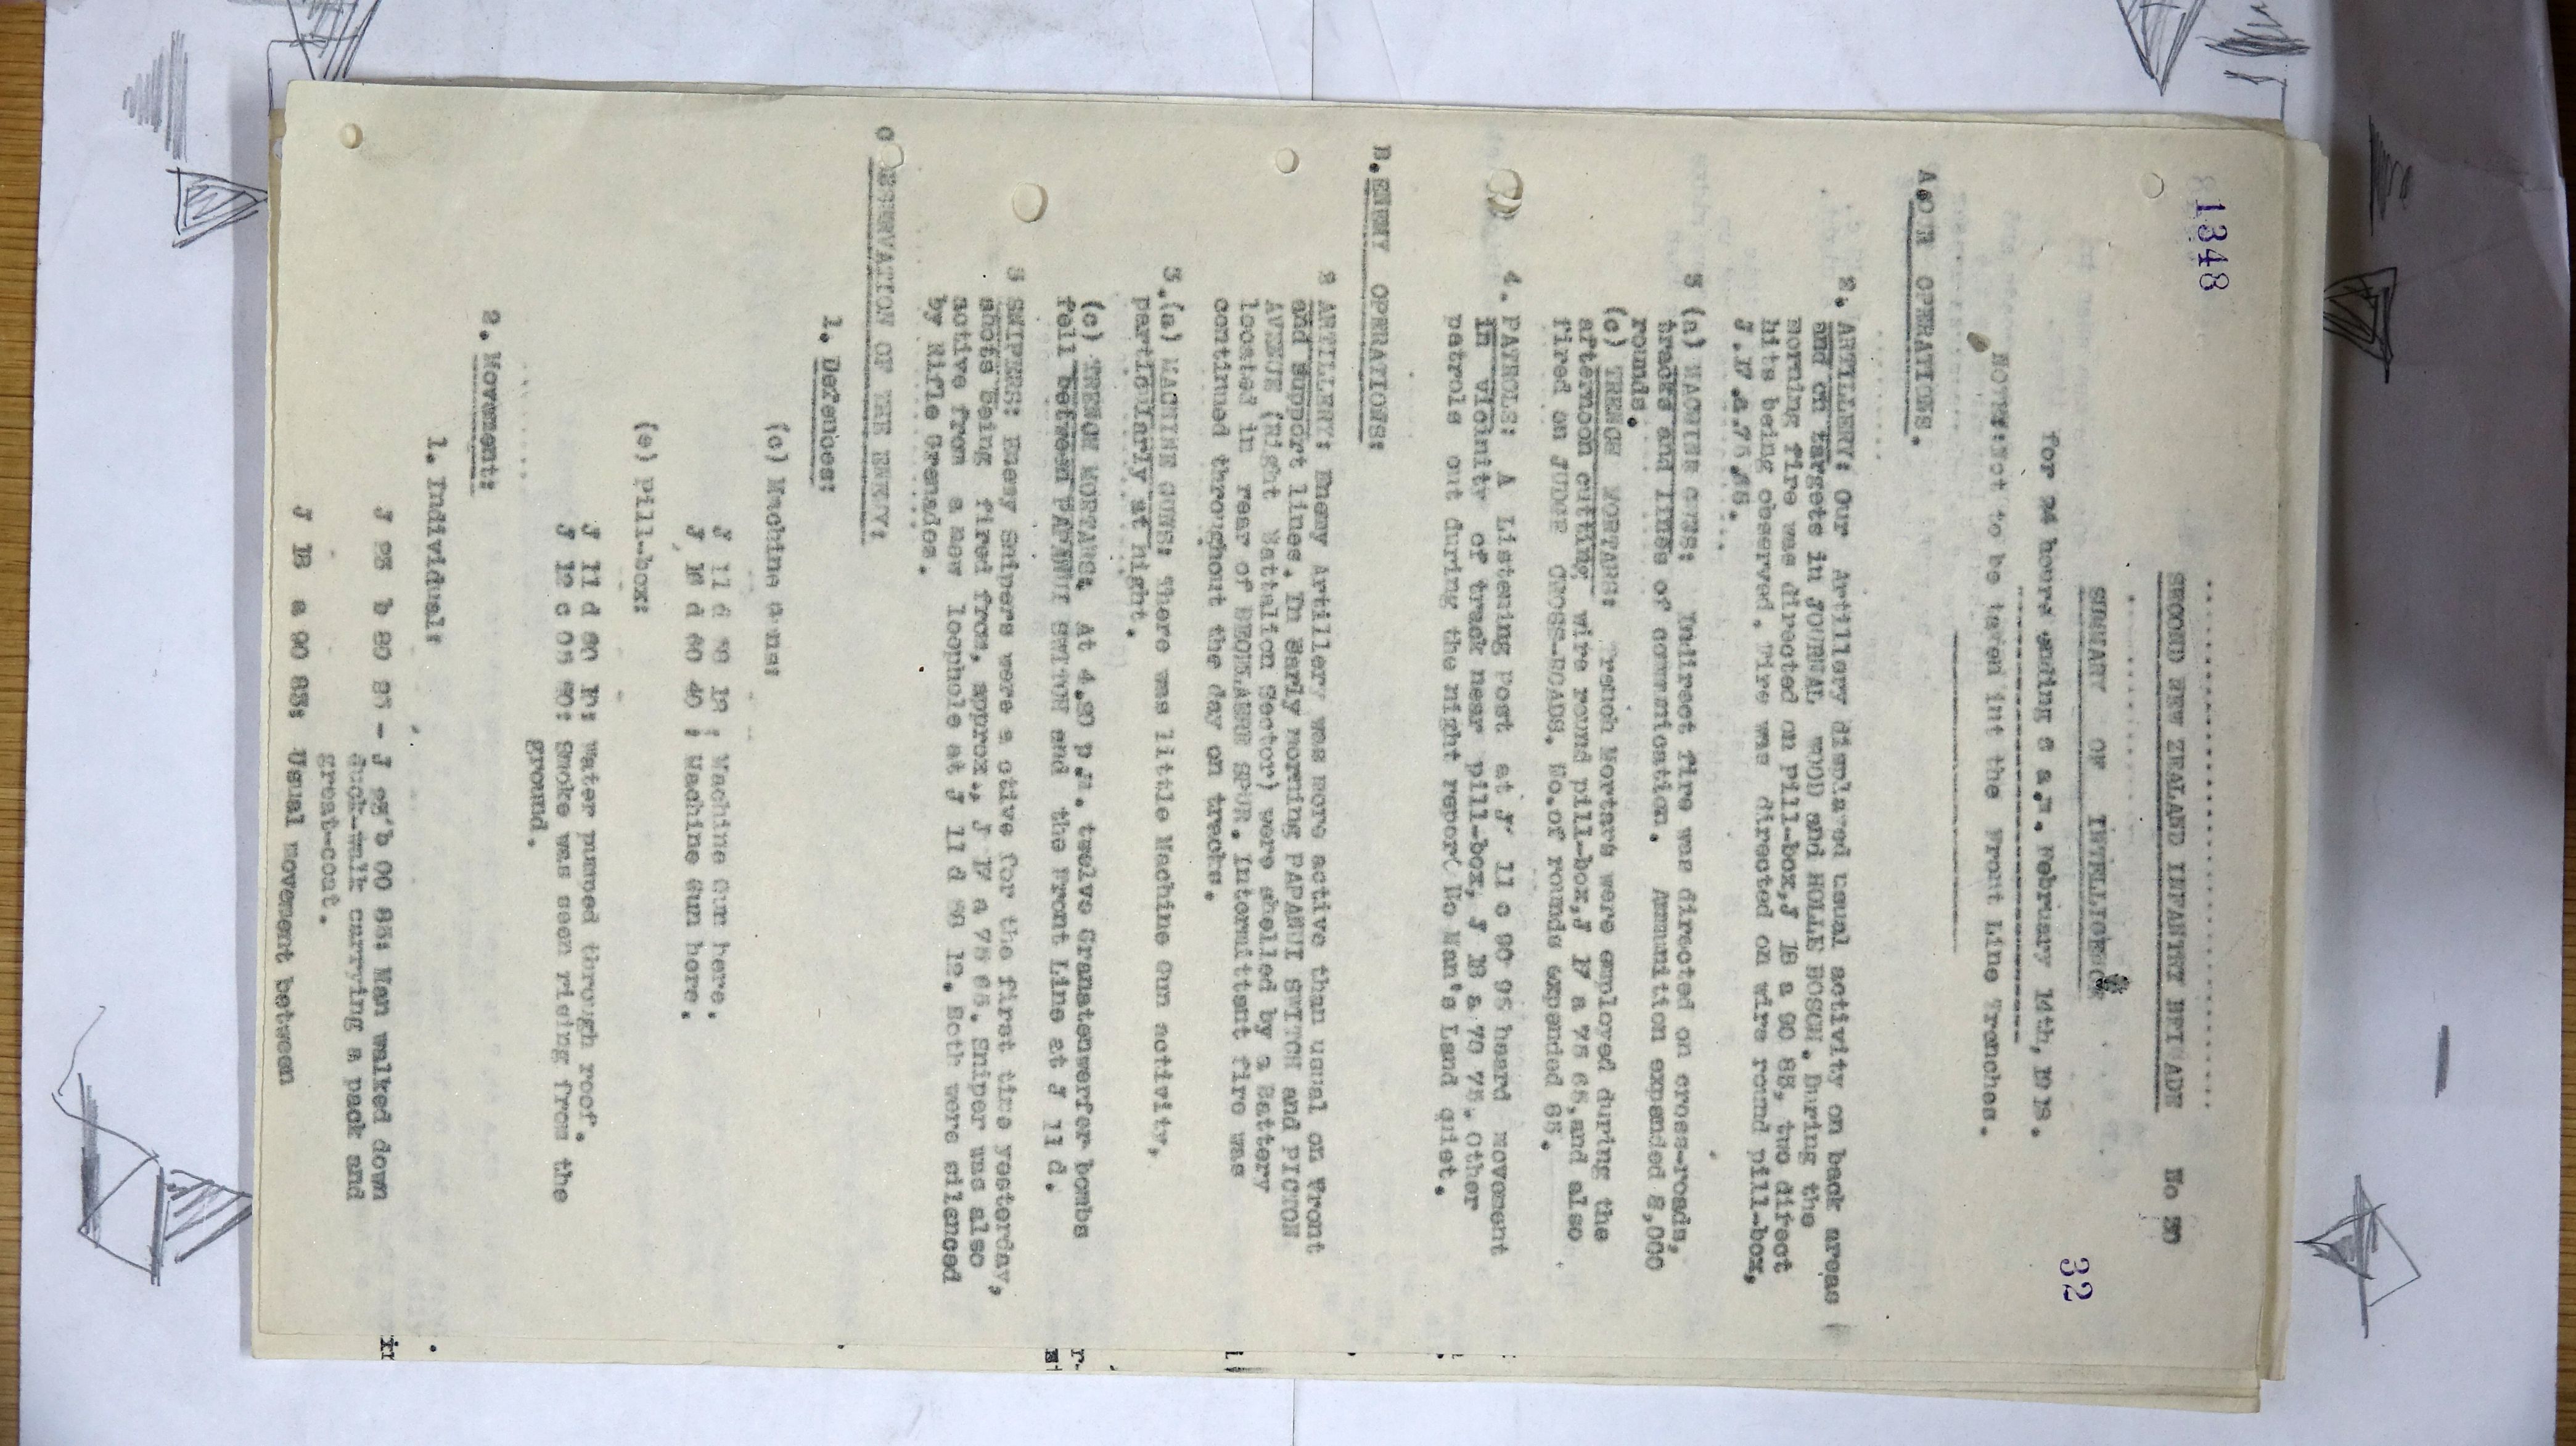 1348
SECOND NEW ZEALAND INFANTRY BRIGADE No
SUMMARY OF INTELLIGENCE
32
for 24 hours ending 6 a.m. February 14th, 1918.
NOTE:Not to be taken int the Front Line Trenches.
A.O R OPERATIONS.
2. ARTILLERY: Our Artillery displayed usual activity on back areas
and on targets in JOURNAL WOOD and HOLLE BOSCH. During the
morning fire was directed on pill-box,J 18 a 90 85, two difect
hits being observed. Fire was directed on wire round pill-box,
J.17.a.75.65.
3 (a) MACHINE GUNS: Indirect fire was directed on cross-roads,
tracks and lines of communication. Ammunition expanded 8,000
rounds.
(c) TRENCH MORTARS: Trench Mortars were employed during the
afternoon cutting wire round pill-box,J 17 a 75 65,and also
fired on JUDGE CROSS-ROADS. No.of rounds expended 85.
4. PATROLS: A Listening Post at J 11 c 90 95 heard movement
in vicinity of track near pill-box, J 18 a 70 75. Other
patrols out during the night report No Man's Land quiet.
B.ENEMY OPERATIONS:
2 ARTILLERY: Enemy Artillery was more active than usual on Front
and Support lines. In Early morning PAPANUI SWITCH and PICTON
AVENUE (Right Battalion Sector) were shelled by a Battery
located in rear of BECELAERE SPUR. Intermittent fire was
continued throughout the day on tracks.
3.(a) MACHINE GUNS: There was little Machine Gun activity,
particularly at night.
(c) TRENCH MORTARS. At 4.30 p.m. twelve Granatenwerfer bombs
fell between PAPANUI SWITCH and the Front Line at J 11 d.
5 SNIPERS: Enemy Snipers were a ctive for the first time yesterday,
shots being fired from, approx., J 17 a 75 65. Sniper was also
active from a new loophole at J 11 d 12. Both were silenced
by Rifle Grenades.
OBSERVATION OF THE ENEMY:
1. Defences:
(c) Machine Guns:
J 11 d : Machine Gun here.
J 16 d 60 40 : Machine Gun here.
(e) pill-box:
J 11 d 80 : Water pumped through roof.
J 12 c 05 : Smoke was seen rising from the
ground.
2. Movement:
1. Individual:
J 23 b 80 25 - J 23 b 00 85: Man walked down
duck-walk carrying a pack and
great-coat.
J 18 a 90 85: Usual movement between